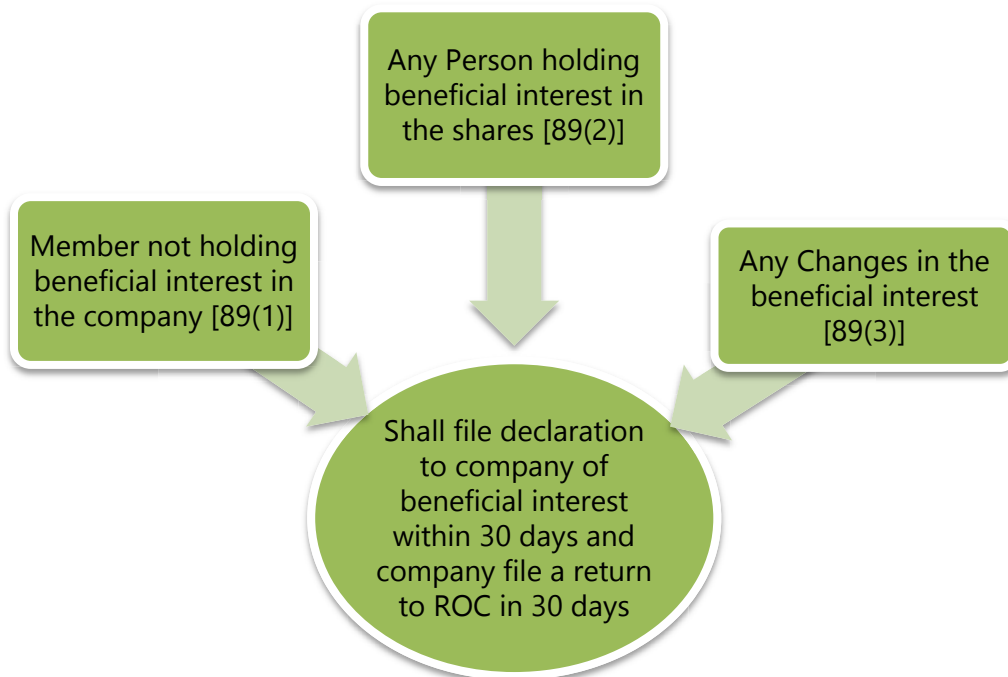 Any Person holding
beneficial interest in
the shares [89(2)]
Member not holding
beneficial interest in
the company [89(1)]
Any Changes in the
beneficial interest
[89(3)]
Shall file declaration
to company of
beneficial interest
within 30 days and
company file a return
to ROC in 30 days